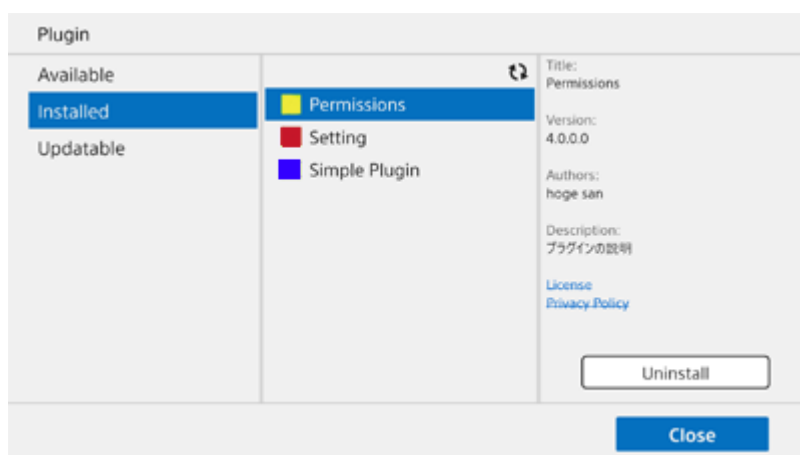 Plugin
Available
Installed
Updatable
Permissions
Setting
Simple Plugin
Title:
Permissions
Version:
4.0.0.0
Authors:
hoge san
Description:
プラグインの説明
License
Privacy Policy
Uninstall
Close